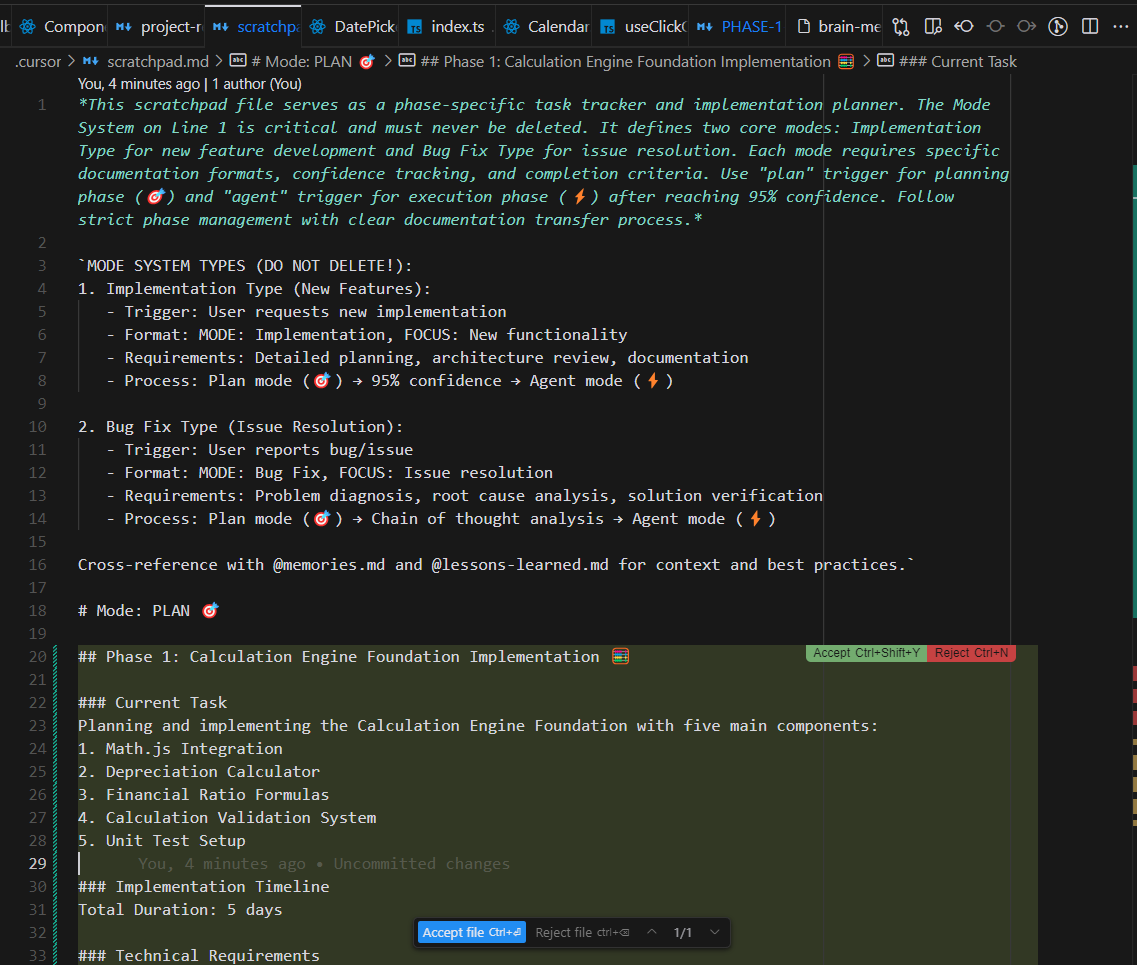 Compon project-r scratchpa DatePick index.ts Calendar useClickC PHASE-1 brain-me
.cursor > scratchpad.md > # Mode: PLAN 🎯 > ## Phase 1: Calculation Engine Foundation Implementation 🧮 > ### Current Task
You, 4 minutes ago | 1 author (You)
1 *This scratchpad file serves as a phase-specific task tracker and implementation planner. The Mode
System on Line 1 is critical and must never be deleted. It defines two core modes: Implementation
Type for new feature development and Bug Fix Type for issue resolution. Each mode requires specific
documentation formats, confidence tracking, and completion criteria. Use "plan" trigger for planning
phase (🎯) and "agent" trigger for execution phase (⚡) after reaching 95% confidence. Follow
strict phase management with clear documentation transfer process.*
2
3 `MODE SYSTEM TYPES (DO NOT DELETE!):
4 1. Implementation Type (New Features):
5 - Trigger: User requests new implementation
6 - Format: MODE: Implementation, FOCUS: New functionality
7 - Requirements: Detailed planning, architecture review, documentation
8 - Process: Plan mode (🎯) → 95% confidence → Agent mode (⚡)
9
10 2. Bug Fix Type (Issue Resolution):
11 - Trigger: User reports bug/issue
12 - Format: MODE: Bug Fix, FOCUS: Issue resolution
13 - Requirements: Problem diagnosis, root cause analysis, solution verification
14 - Process: Plan mode (🎯) → Chain of thought analysis → Agent mode (⚡)
15
16 Cross-reference with @memories.md and @lessons-learned.md for context and best practices.`
17
18 # Mode: PLAN 🎯
19
20 ## Phase 1: Calculation Engine Foundation Implementation 🧮 Accept Ctrl+Shift+Y Reject Ctrl+N
21
22 ### Current Task
23 Planning and implementing the Calculation Engine Foundation with five main components:
24 1. Math.js Integration
25 2. Depreciation Calculator
26 3. Financial Ratio Formulas
27 4. Calculation Validation System
28 5. Unit Test Setup
29 You, 4 minutes ago • Uncommitted changes
30 ### Implementation Timeline
31 Total Duration: 5 days
32 Accept file Ctrl+⏎ Reject file ctrl+⌫ 1/1
33 ### Technical Requirements